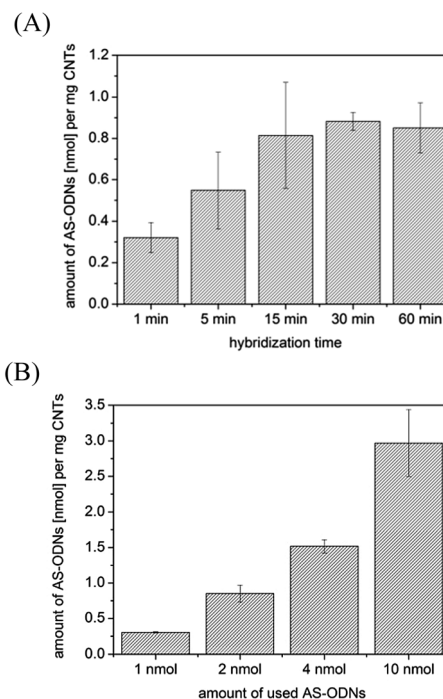 (A)
amount of AS-ODNs [nmol] per mg CNTs
1.2
1.0
0.8
0.6
0.4
0.2
0.0
1 min 5 min 15 min 30 min 60 min
hybridization time
(B)
amount of AS-ODNs [nmol] per mg CNTs
3.5
3.0
2.5
2.0
1.5
1.0
0.5
0.0
1 nmol 2 nmol 4 nmol 10 nmol
amount of used AS-ODNs